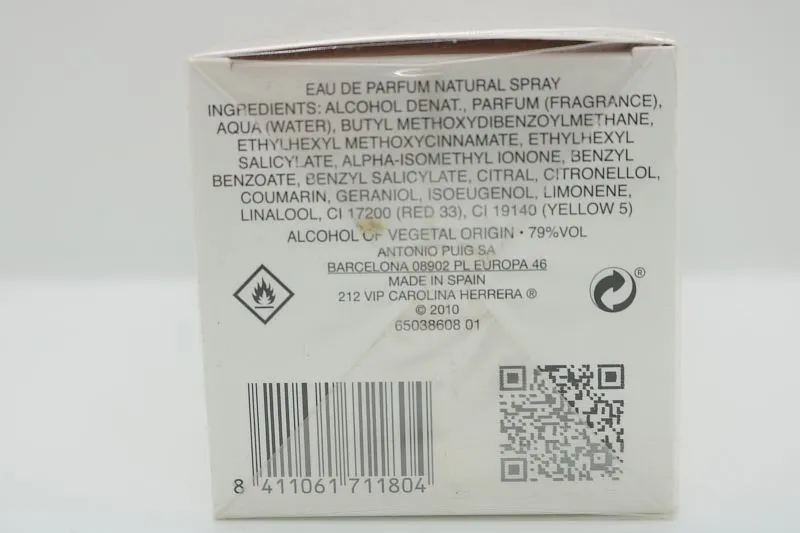 EAU DE PARFUM NATURAL SPRAY
INGREDIENTS: ALCOHOL DENAT., PARFUM (FRAGRANCE),
AQUA (WATER), BUTYL METHOXYDIBENZOYLMETHANE,
ETHYLHEXYL METHOXYCINNAMATE, ETHYLHEXYL
SALICYLATE, ALPHA-ISOMETHYL IONONE, BENZYL
BENZOATE, BENZYL SALICYLATE, CITRAL, CITRONELLOL,
COUMARIN, GERANIOL, ISOEUGENOL, LIMONENE,
LINALOOL, CI 17200 (RED 33), CI 19140 (YELLOW 5)
ALCOHOL OF VEGETAL ORIGIN • 79%VOL
ANTONIO PUIG SA
BARCELONA 08902 PL EUROPA 46
MADE IN SPAIN
212 VIP CAROLINA HERRERA ®
© 2010
65038608 01
®
8 411061 711804